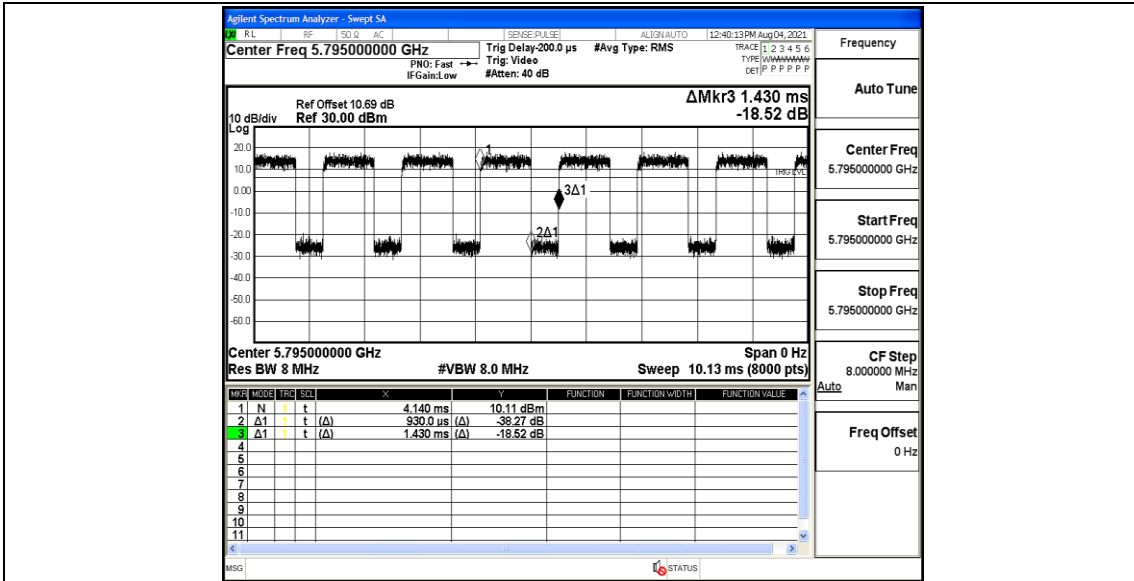 Agilent Spectrum Analyzer - Swept SA
LXI RL RF 50 Ω AC SENSE:PULSE ALIGNAUTO 12:40:13 PM Aug 04, 2021
Center Freq 5.795000000 GHz
PNO: Fast
IFGain:Low
Trig Delay-200.0 µs
Trig: Video
#Atten: 40 dB
#Avg Type: RMS
TRACE 1 2 3 4 5 6
TYPE WWWWWW
DET P P P P P P
Ref Offset 10.69 dB
10 dB/div Ref 30.00 dBm
Log
ΔMkr3 1.430 ms
-18.52 dB
20.0
10.0
0.00
-10.0
-20.0
-30.0
-40.0
-50.0
-60.0
1
TRIG LVL
3Δ1
2Δ1
Center 5.795000000 GHz Span 0 Hz
Res BW 8 MHz #VBW 8.0 MHz Sweep 10.13 ms (8000 pts)
MKR MODE TRC SCL X Y FUNCTION FUNCTION WIDTH FUNCTION VALUE
1 N 1 t 4.140 ms 10.11 dBm
2 Δ1 1 t (Δ) 930.0 µs (Δ) -38.27 dB
3 Δ1 1 t (Δ) 1.430 ms (Δ) -18.52 dB
4
5
6
7
8
9
10
11
MSG STATUS
Frequency
Auto Tune
Center Freq
5.795000000 GHz
Start Freq
5.795000000 GHz
Stop Freq
5.795000000 GHz
CF Step
8.000000 MHz
Auto Man
Freq Offset
0 Hz